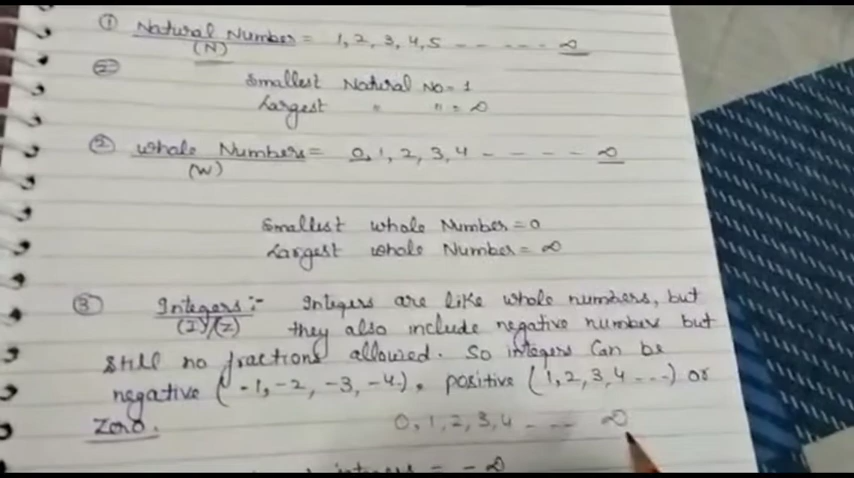 ① Natural Number = 1, 2, 3, 4, 5 - - - - - - ∞
(N)
②
Smallest Natural No = 1
Largest " " = ∞
② Whole Numbers = 0, 1, 2, 3, 4 - - - - - ∞
(W)
Smallest whole Number = 0
Largest whole Number = ∞
③ Integers :- Integers are like whole numbers, but
(I)/(Z) they also include negative number but
still no fractions allowed. So integers can be
negative (-1, -2, -3, -4.), positive (1, 2, 3, 4 ...) or
Zero.
0, 1, 2, 3, 4 - - - - ∞
= - ∞